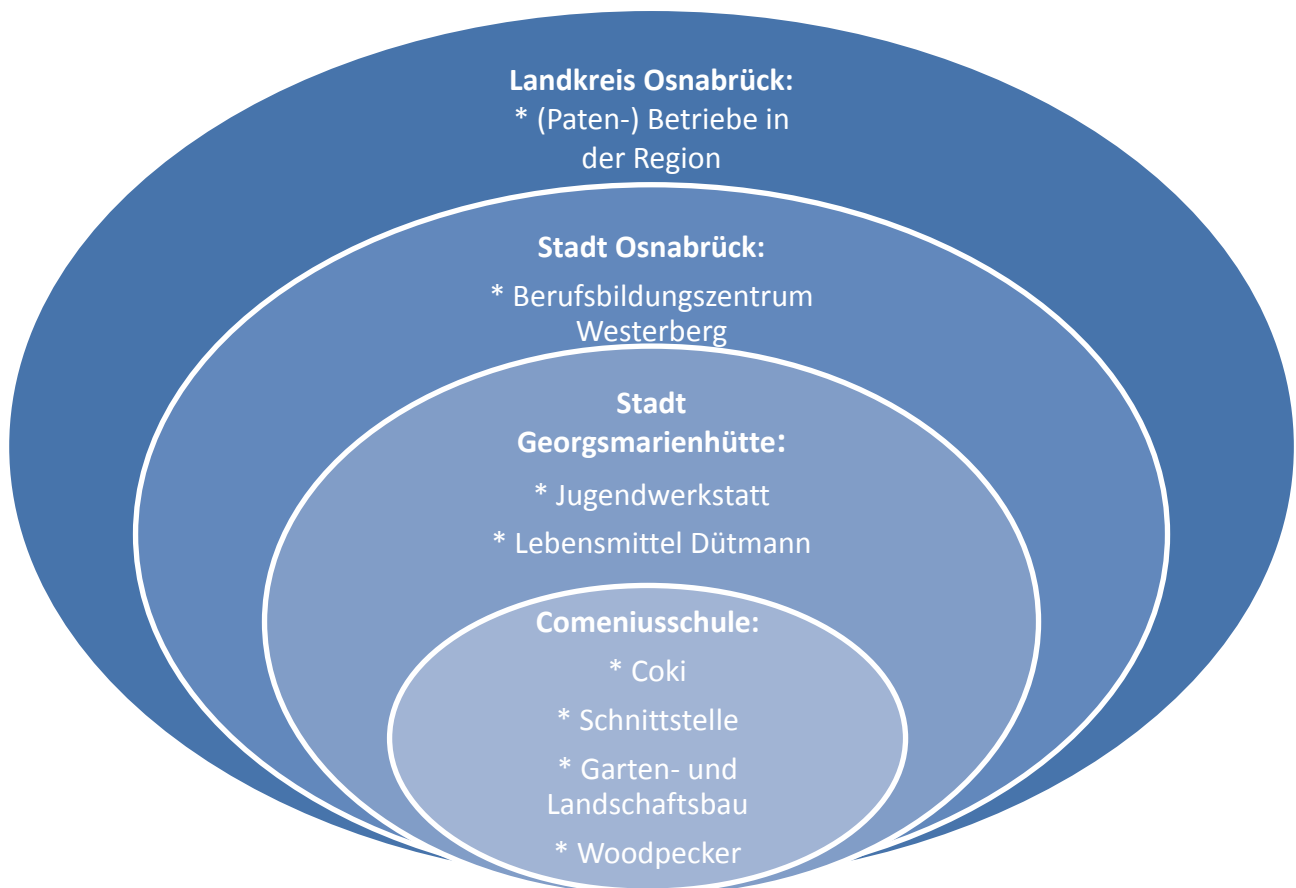 Landkreis Osnabrück:
* (Paten-) Betriebe in
der Region
Stadt Osnabrück:
* Berufsbildungszentrum
Westerberg
Stadt
Georgsmarienhütte:
* Jugendwerkstatt
* Lebensmittel Dütmann
Comeniusschule:
* Coki
* Schnittstelle
* Garten- und
Landschaftsbau
* Woodpecker